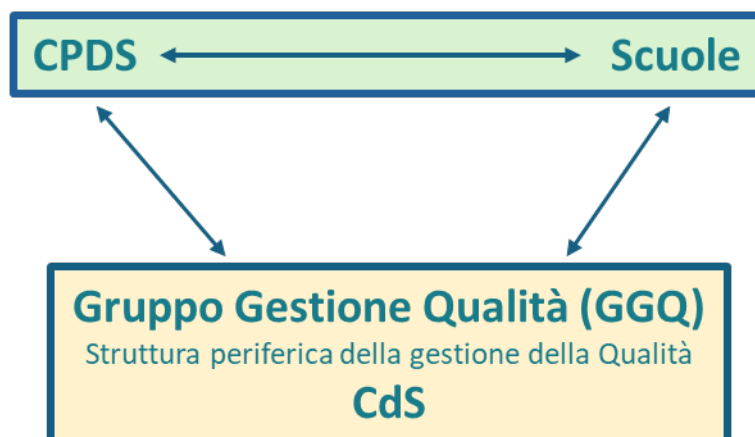 CPDS Scuole
Gruppo Gestione Qualità (GGQ)
Struttura periferica della gestione della Qualità
CdS